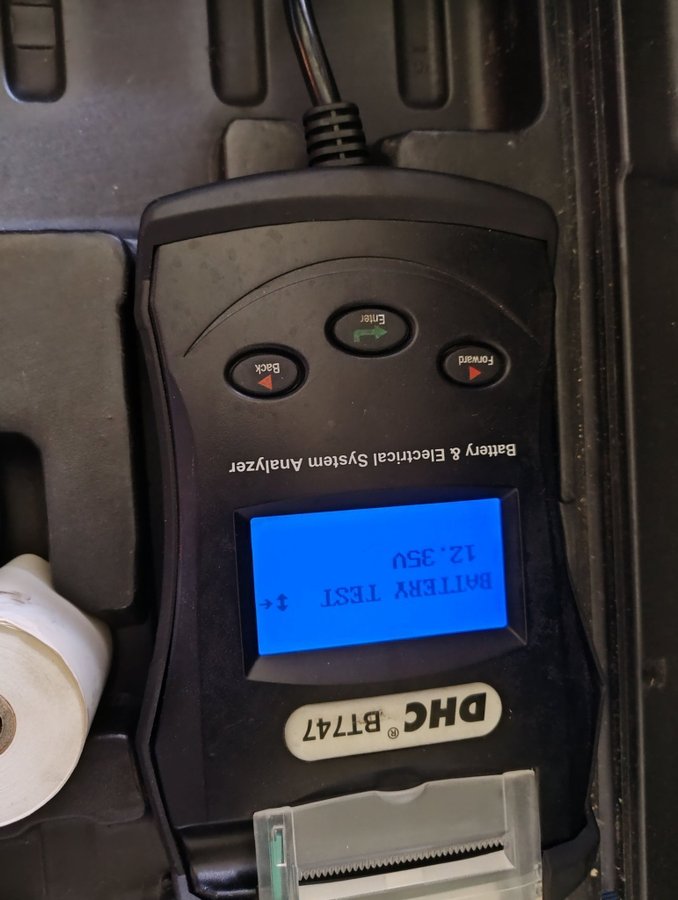 DHC® BT747
BATTERY TEST ↕←
12.35V
Battery & Electrical System Analyzer
Back
Forward
Enter